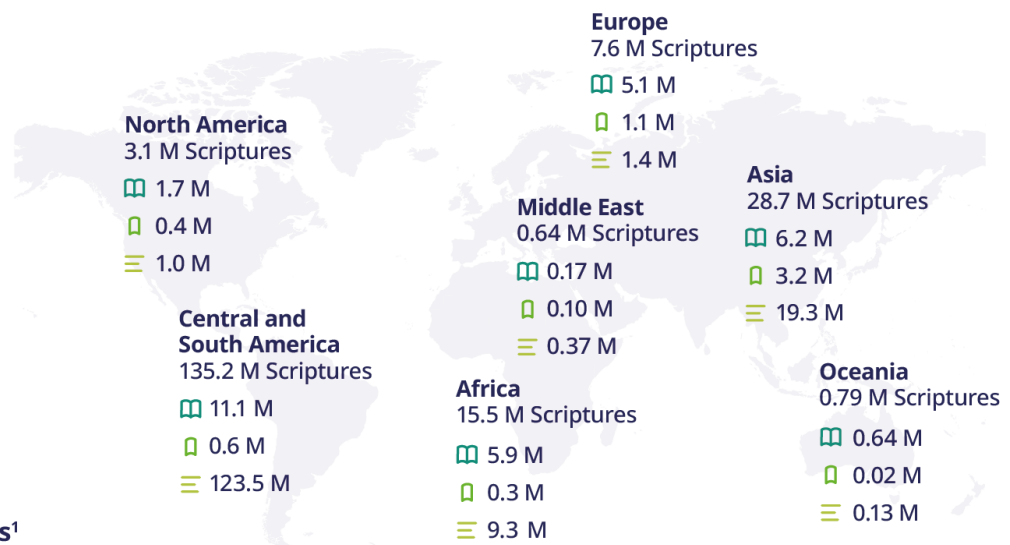 Europe
7.6 M Scriptures
5.1 M
1.1 M
1.4 M
North America
3.1 M Scriptures
1.7 M
0.4 M
1.0 M
Asia
28.7 M Scriptures
6.2 M
3.2 M
19.3 M
Middle East
0.64 M Scriptures
0.17 M
0.10 M
0.37 M
Central and
South America
135.2 M Scriptures
11.1 M
0.6 M
123.5 M
Africa
15.5 M Scriptures
5.9 M
0.3 M
9.3 M
Oceania
0.79 M Scriptures
0.64 M
0.02 M
0.13 M
s¹